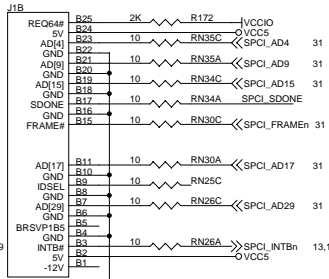 J1B
REQ64# B25 2K RN172 VCCIO
5V B24 VCC5
AD[4] B23 10 RN35C SPCI_AD4 31
GND B22
AD[9] B21 10 RN35A SPCI_AD9 31
GND B20
AD[15] B19 10 RN34C SPCI_AD15 31
GND B18
SDONE B17 10 RN34A SPCI_SDONE
GND B16
FRAME# B15 10 RN30C SPCI_FRAMEn 31
AD[17] B11 10 RN30A SPCI_AD17 31
GND B10
IDSEL B9 10 RN25C
GND B8
AD[29] B7 10 RN26C SPCI_AD29 31
GND B6
BRSVP1B5 B5
GND B4
INTB# B3 10 RN26A SPCI_INTBn 13,1
5V B2 VCC5
-12V B1